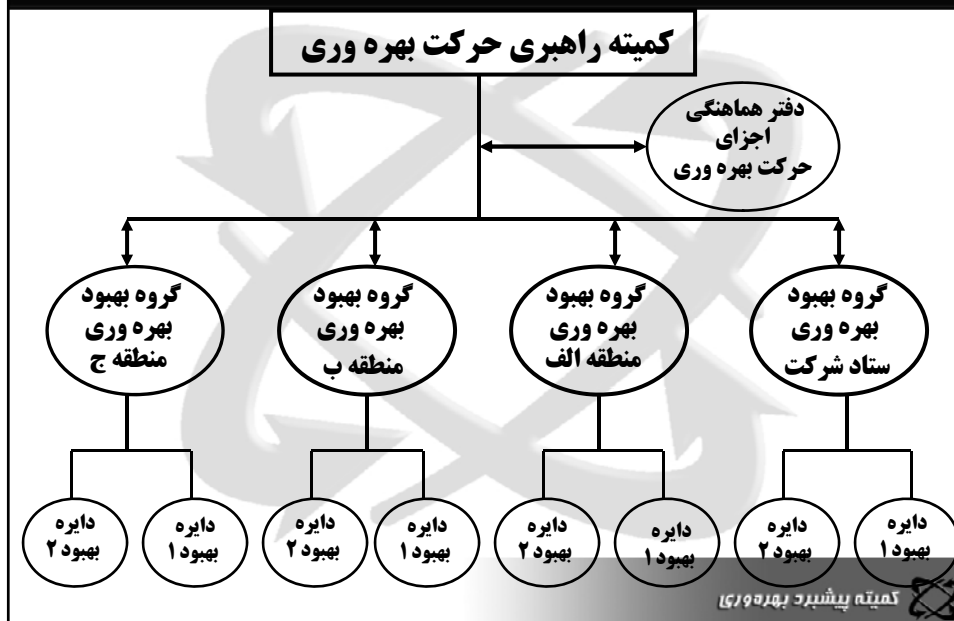 کمیته راهبری حرکت بهره وری
دفتر هماهنگی
اجزای
حرکت بهره وری
گروه بهبود
بهره وری
ستاد شرکت
گروه بهبود
بهره وری
منطقه الف
گروه بهبود
بهره وری
منطقه ب
گروه بهبود
بهره وری
منطقه ج
دایره
بهبود ۱
دایره
بهبود ۲
دایره
بهبود ۱
دایره
بهبود ۲
دایره
بهبود ۱
دایره
بهبود ۲
دایره
بهبود ۱
دایره
بهبود ۲
کمیته پیشبرد بهره‌وری